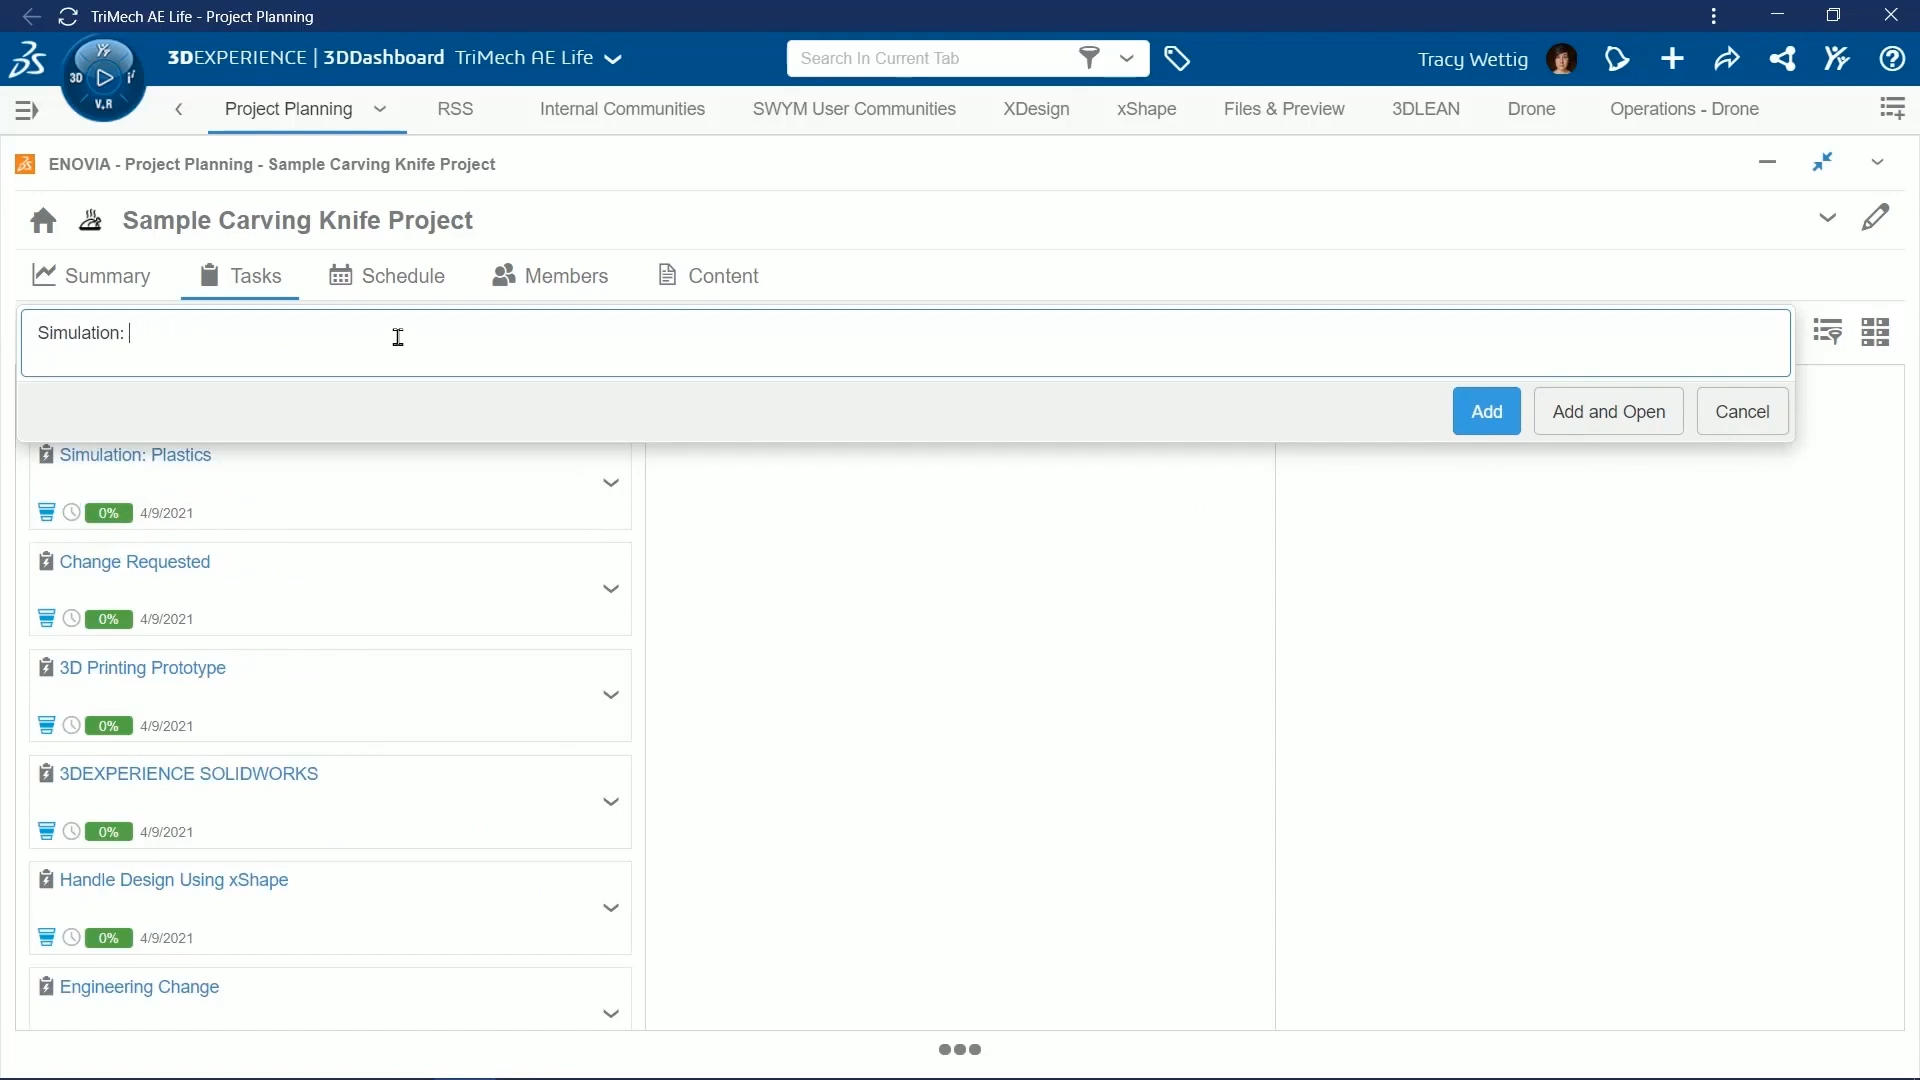 TriMech AE Life - Project Planning
3DEXPERIENCE | 3DDashboard TriMech AE Life
Search In Current Tab
Tracy Wettig
3D
V.R
Project Planning
RSS
Internal Communities
SWYM User Communities
XDesign
xShape
Files & Preview
3DLEAN
Drone
Operations - Drone
ENOVIA - Project Planning - Sample Carving Knife Project
Sample Carving Knife Project
Summary
Tasks
Schedule
Members
Content
Simulation:
Add
Add and Open
Cancel
Simulation: Plastics
0% 4/9/2021
Change Requested
0% 4/9/2021
3D Printing Prototype
0% 4/9/2021
3DEXPERIENCE SOLIDWORKS
0% 4/9/2021
Handle Design Using xShape
0% 4/9/2021
Engineering Change